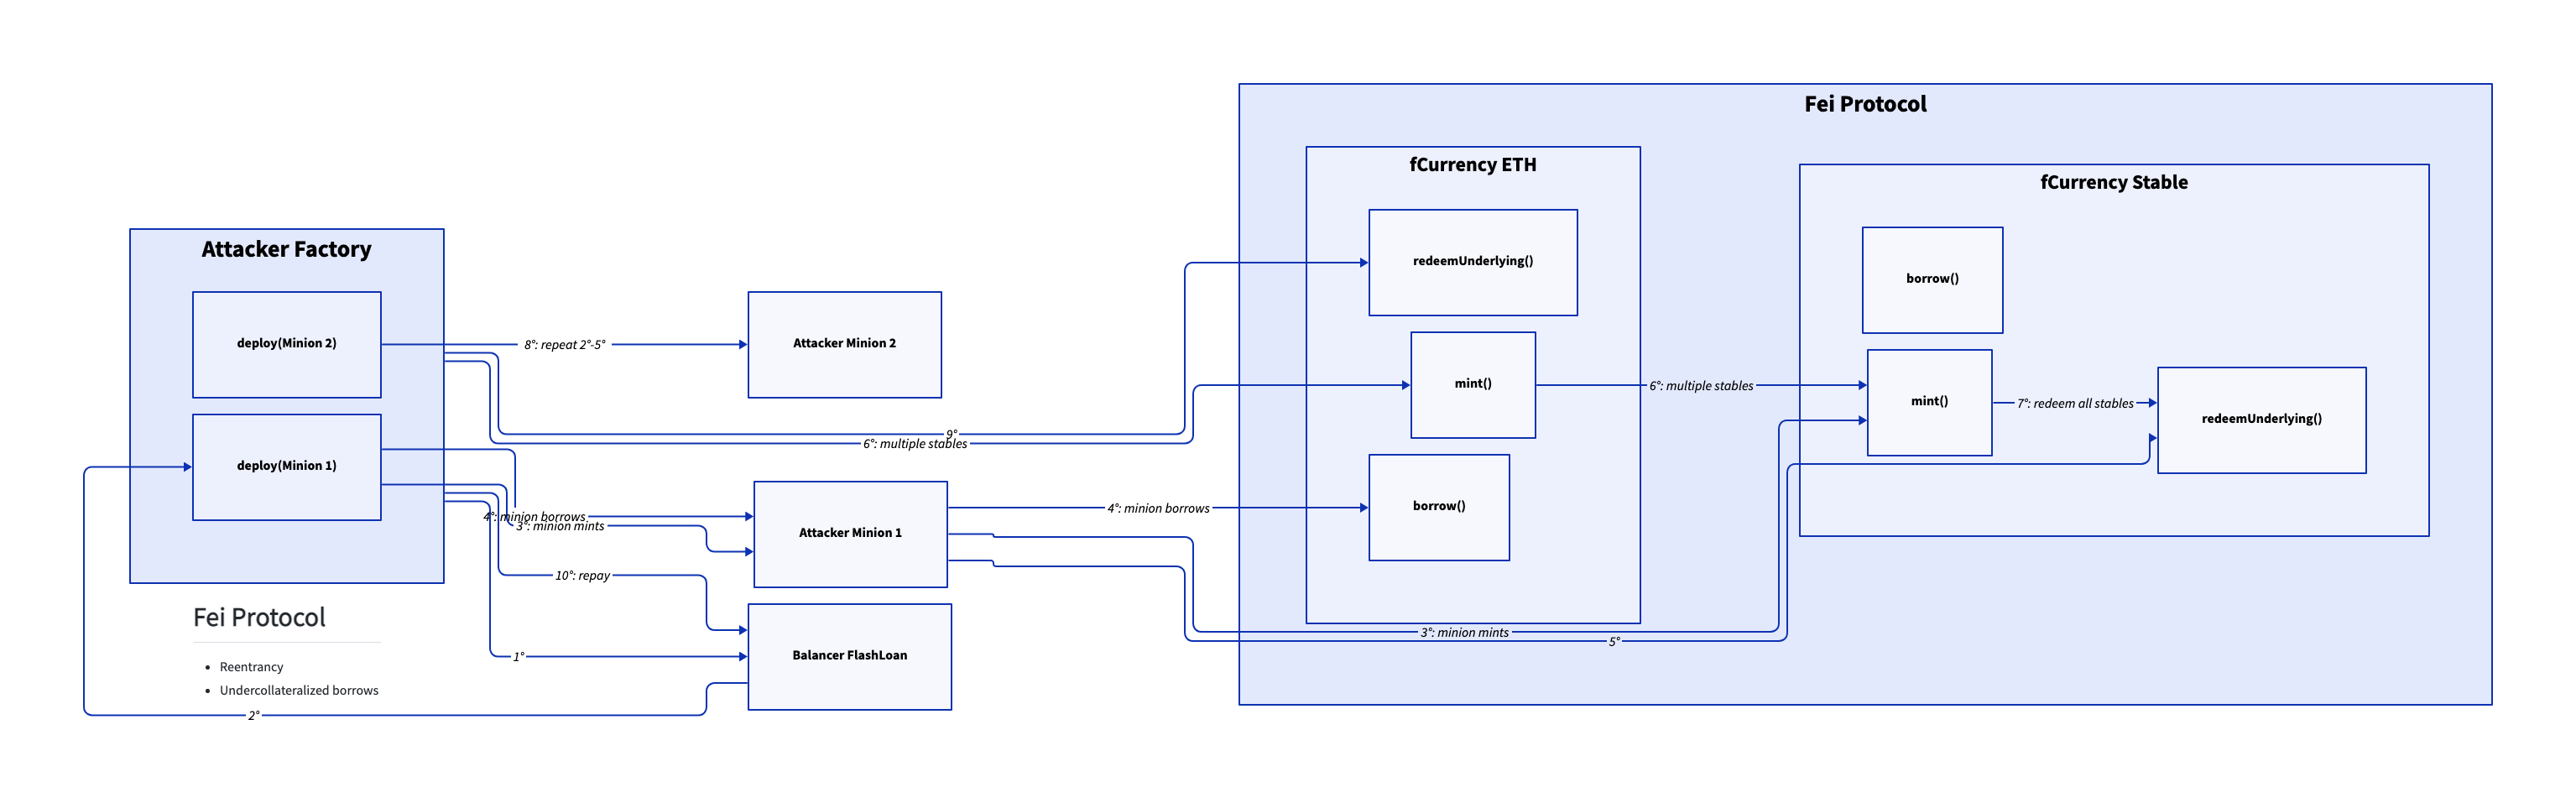 Fei Protocol
fCurrency ETH
fCurrency Stable
redeemUnderlying()
borrow()
Attacker Factory
deploy(Minion 2)
8°: repeat 2°-5°
Attacker Minion 2
mint()
6°: multiple stables
mint()
7°: redeem all stables
redeemUnderlying()
9°
6°: multiple stables
deploy(Minion 1)
4°: minion borrows
3°: minion mints
Attacker Minion 1
4°: minion borrows
borrow()
10°: repay
3°: minion mints
5°
1°
Balancer FlashLoan
Fei Protocol
Reentrancy
Undercollateralized borrows
2°